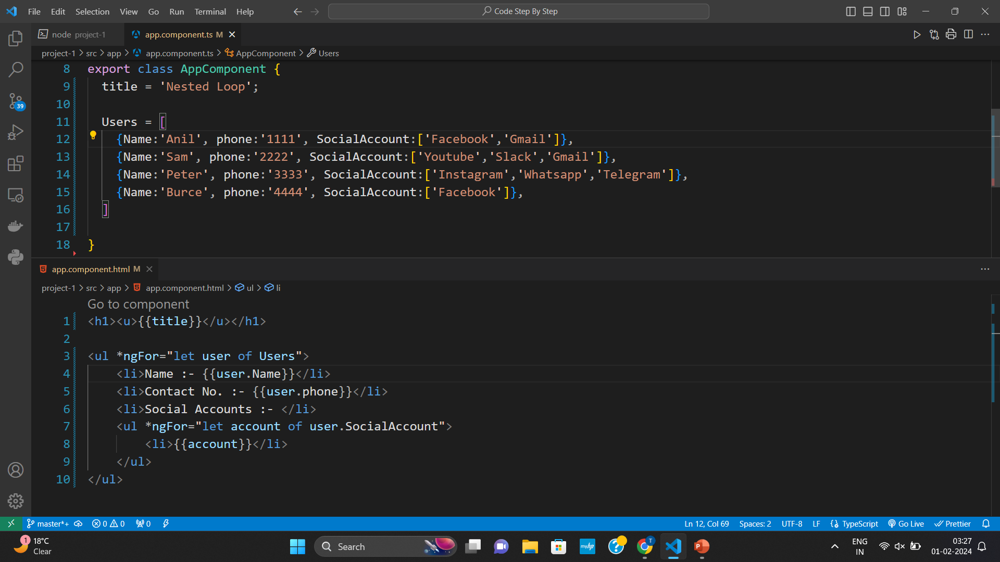 File Edit Selection View Go Run Terminal Help Code Step By Step
node project-1 app.component.ts M
project-1 > src > app > app.component.ts > AppComponent > Users
8 export class AppComponent {
9 title = 'Nested Loop';
10
11 Users = [
12 {Name:'Anil', phone:'1111', SocialAccount:['Facebook','Gmail']},
13 {Name:'Sam', phone:'2222', SocialAccount:['Youtube','Slack','Gmail']},
14 {Name:'Peter', phone:'3333', SocialAccount:['Instagram','Whatsapp','Telegram']},
15 {Name:'Burce', phone:'4444', SocialAccount:['Facebook']},
16 ]
17
18 }
39
app.component.html M
project-1 > src > app > app.component.html > ul > li
Go to component
1 <h1><u>{{title}}</u></h1>
2
3 <ul *ngFor="let user of Users">
4 <li>Name :- {{user.Name}}</li>
5 <li>Contact No. :- {{user.phone}}</li>
6 <li>Social Accounts :- </li>
7 <ul *ngFor="let account of user.SocialAccount">
8 <li>{{account}}</li>
9 </ul>
10 </ul>
master*+ 0 0 0 Ln 12, Col 69 Spaces: 2 UTF-8 LF TypeScript Go Live Prettier
1 18°C
Clear
Search
myhp
T
P
ENG
IN
03:27
01-02-2024